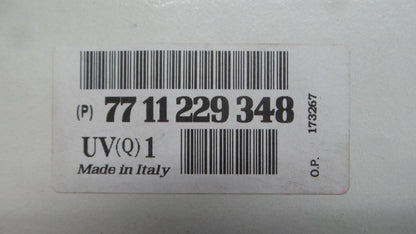 (P) 77 11 229 348
UV(Q) 1
Made in Italy
O.P. 173267